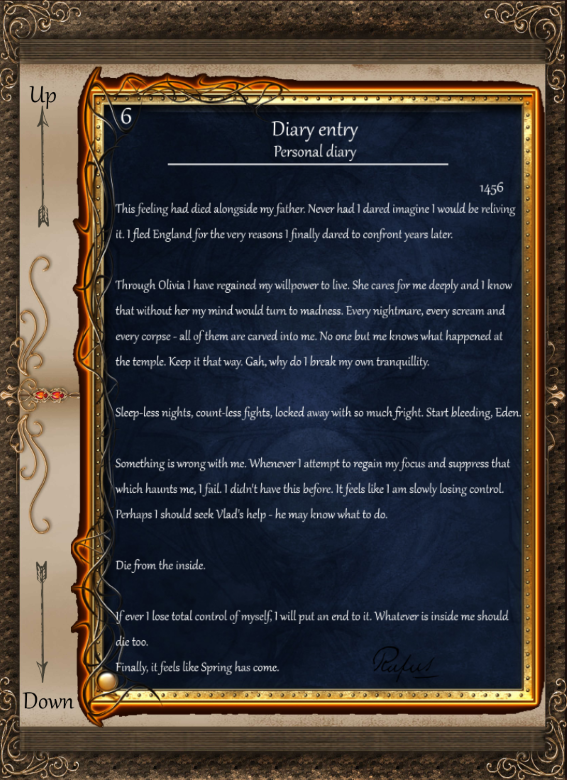 Up
6
Diary entry
Personal diary
1456
This feeling had died alongside my father. Never had I dared imagine I would be reliving
it. I fled England for the very reasons I finally dared to confront years later.
Through Olivia I have regained my willpower to live. She cares for me deeply and I know
that without her my mind would turn to madness. Every nightmare, every scream and
every corpse - all of them are carved into me. No one but me knows what happened at
the temple. Keep it that way. Gah, why do I break my own tranquillity.
Sleep-less nights, count-less fights, locked away with so much fright. Start bleeding, Eden.
Something is wrong with me. Whenever I attempt to regain my focus and suppress that
which haunts me, I fail. I didn't have this before. It feels like I am slowly losing control.
Perhaps I should seek Vlad's help - he may know what to do.
Die from the inside.
If ever I lose total control of myself, I will put an end to it. Whatever is inside me should
die too.
Finally, it feels like Spring has come.
Rufus
Down